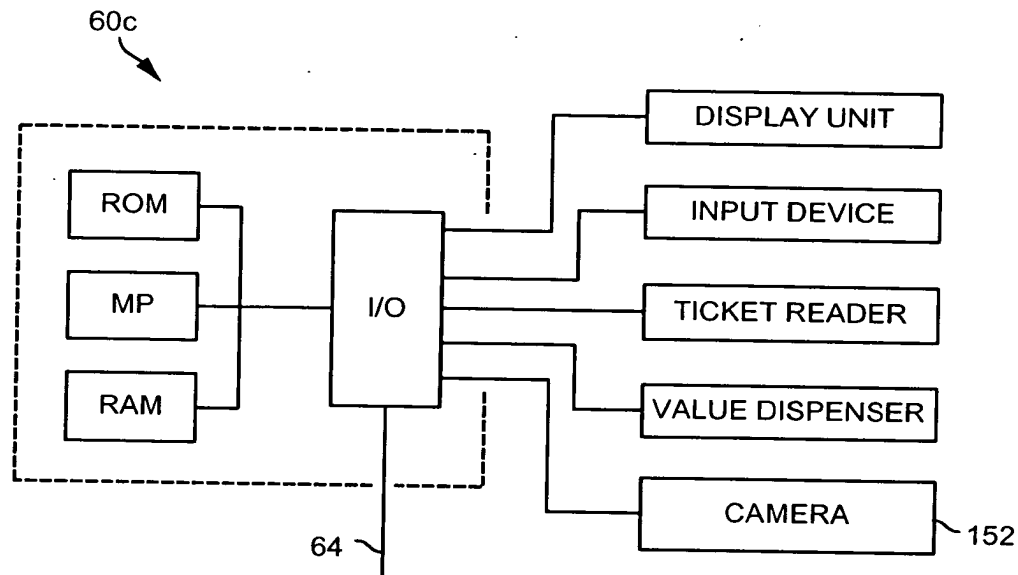 60c
DISPLAY UNIT
ROM
INPUT DEVICE
MP
I/O
TICKET READER
RAM
VALUE DISPENSER
CAMERA
152
64